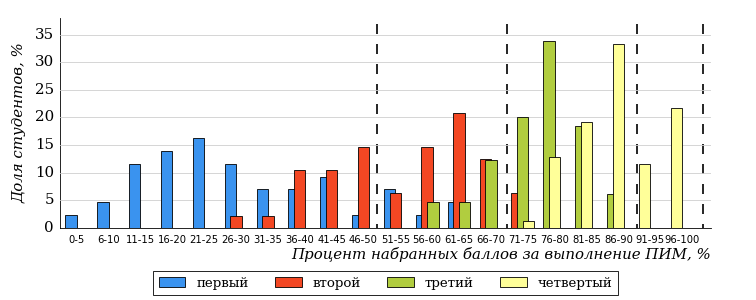 Доля студентов, %
35
30
25
20
15
10
5
0
0-5 6-10 11-15 16-20 21-25 26-30 31-35 36-40 41-45 46-50 51-55 56-60 61-65 66-70 71-75 76-80 81-85 86-90 91-95 96-100
Процент набранных баллов за выполнение ПИМ, %
первый второй третий четвертый